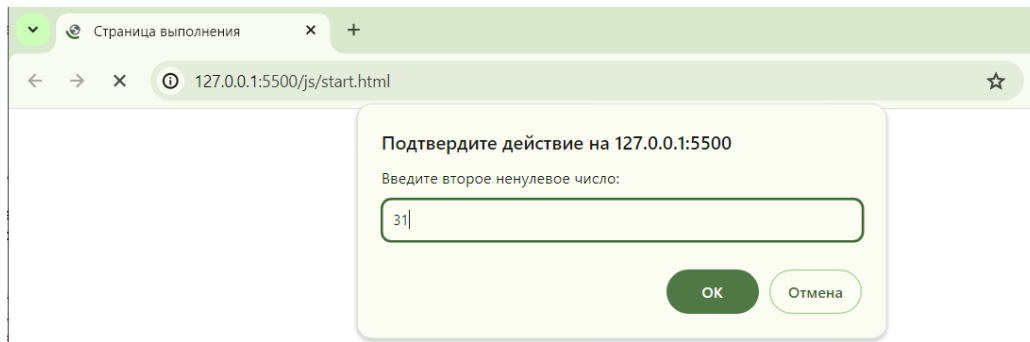 Страница выполнения
127.0.0.1:5500/js/start.html
Подтвердите действие на 127.0.0.1:5500
Введите второе ненулевое число:
31
ОК Отмена